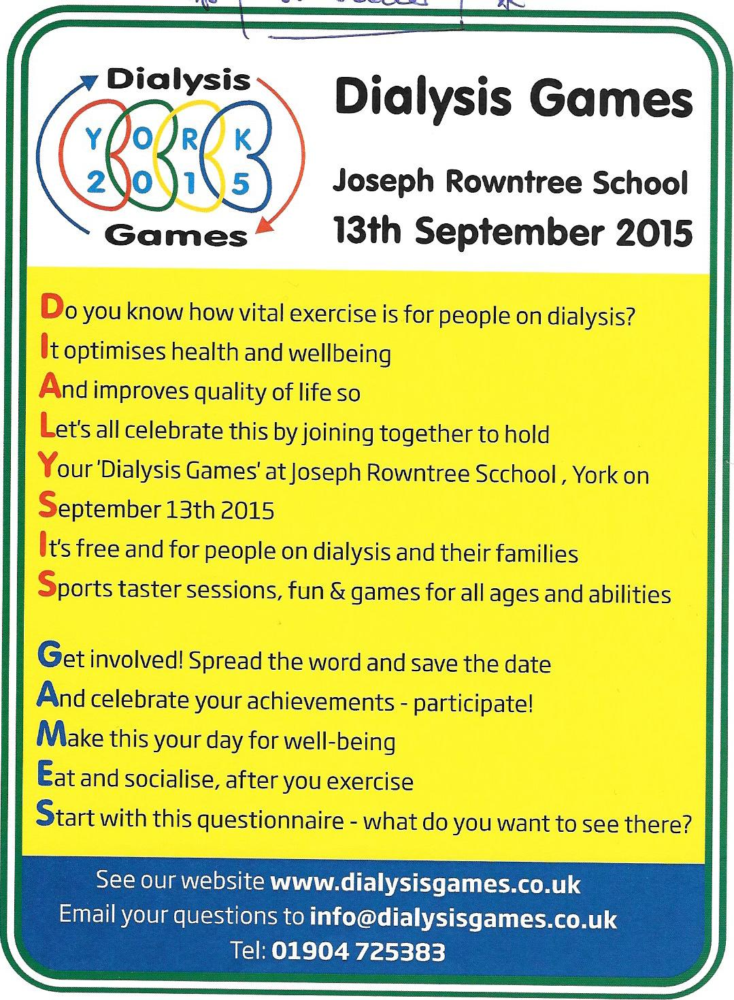 Dialysis
YORK
2015
Games
Dialysis Games
Joseph Rowntree School
13th September 2015
Do you know how vital exercise is for people on dialysis?
It optimises health and wellbeing
And improves quality of life so
Let's all celebrate this by joining together to hold
Your 'Dialysis Games' at Joseph Rowntree Scchool , York on
September 13th 2015
It's free and for people on dialysis and their families
Sports taster sessions, fun & games for all ages and abilities
Get involved! Spread the word and save the date
And celebrate your achievements - participate!
Make this your day for well-being
Eat and socialise, after you exercise
Start with this questionnaire - what do you want to see there?
See our website www.dialysisgames.co.uk
Email your questions to info@dialysisgames.co.uk
Tel: 01904 725383